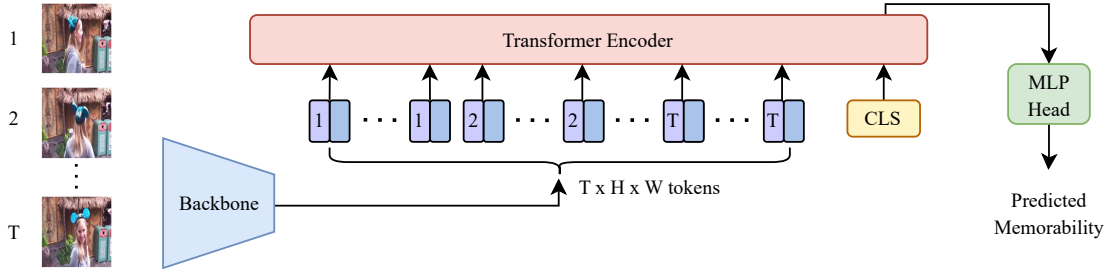 1
2
T
Backbone
Transformer Encoder
1 1 2 2 T T
CLS
T x H x W tokens
MLP
Head
Predicted
Memorability